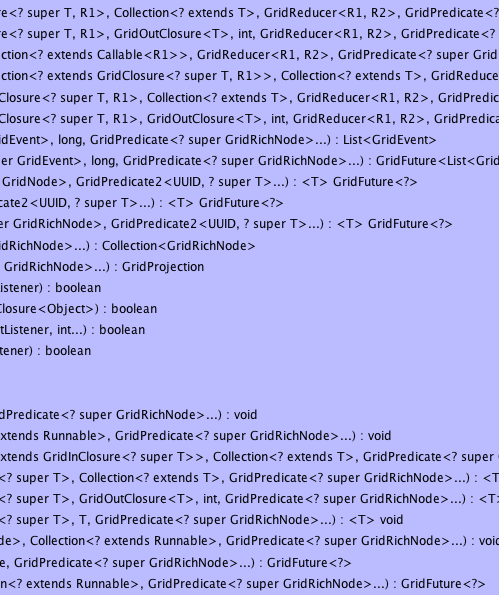 re<? super T, R1>, Collection<? extends T>, GridReducer<R1, R2>, GridPredicate<?
re<? super T, R1>, GridOutClosure<T>, int, GridReducer<R1, R2>, GridPredicate<?
ction<? extends Callable<R1>>, GridReducer<R1, R2>, GridPredicate<? super Grid
ction<? extends GridClosure<? super T, R1>>, Collection<? extends T>, GridReduce
Closure<? super T, R1>, Collection<? extends T>, GridReducer<R1, R2>, GridPredic
Closure<? super T, R1>, GridOutClosure<T>, int, GridReducer<R1, R2>, GridPredica
idEvent>, long, GridPredicate<? super GridRichNode>...) : List<GridEvent>
er GridEvent>, long, GridPredicate<? super GridRichNode>...) : GridFuture<List<Grid
GridNode>, GridPredicate2<UUID, ? super T>...) : <T> GridFuture<?>
cate2<UUID, ? super T>...) : <T> GridFuture<?>
er GridRichNode>, GridPredicate2<UUID, ? super T>...) : <T> GridFuture<?>
idRichNode>...) : Collection<GridRichNode>
GridRichNode>...) : GridProjection
istener) : boolean
Closure<Object>) : boolean
tListener, int...) : boolean
tener) : boolean
dPredicate<? super GridRichNode>...) : void
xtends Runnable>, GridPredicate<? super GridRichNode>...) : void
extends GridInClosure<? super T>>, Collection<? extends T>, GridPredicate<? super
<? super T>, Collection<? extends T>, GridPredicate<? super GridRichNode>...) : <T
<? super T>, GridOutClosure<T>, int, GridPredicate<? super GridRichNode>...) : <T>
<? super T>, T, GridPredicate<? super GridRichNode>...) : <T> void
de>, Collection<? extends Runnable>, GridPredicate<? super GridRichNode>...) : void
e, GridPredicate<? super GridRichNode>...) : GridFuture<?>
n<? extends Runnable>, GridPredicate<? super GridRichNode>...) : GridFuture<?>